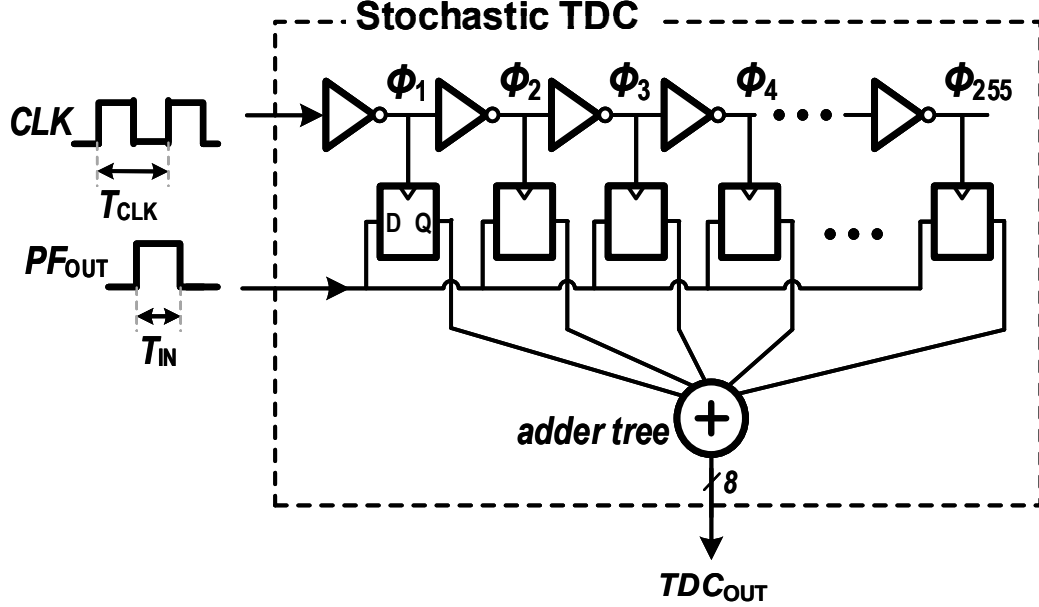 Stochastic TDC
Φ1 Φ2 Φ3 Φ4 Φ255
CLK
TCLK
D Q
PFOUT
TIN
adder tree
+
8
TDCOUT